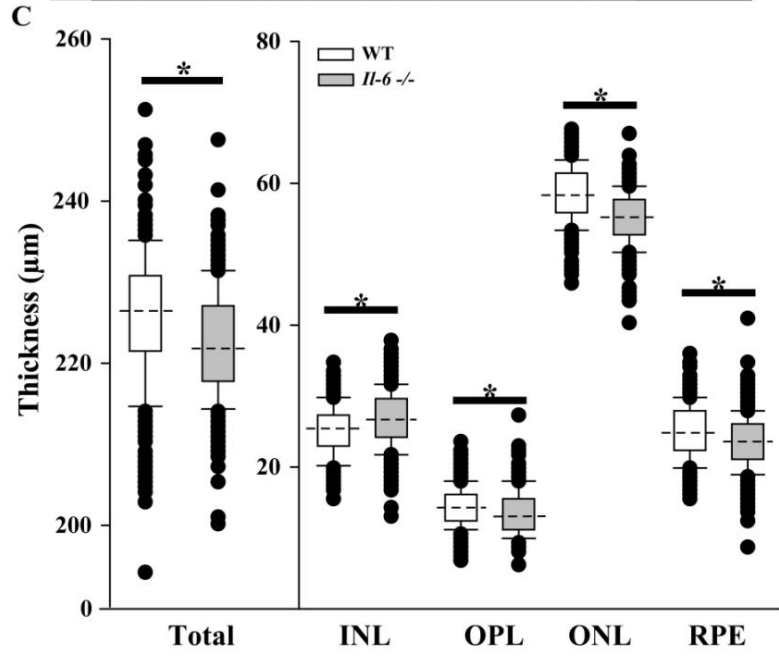 C
260
240
220
200
0
Thickness (μm)
80
60
40
20
WT
Il-6 -/-
*
*
*
*
*
Total
INL
OPL
ONL
RPE